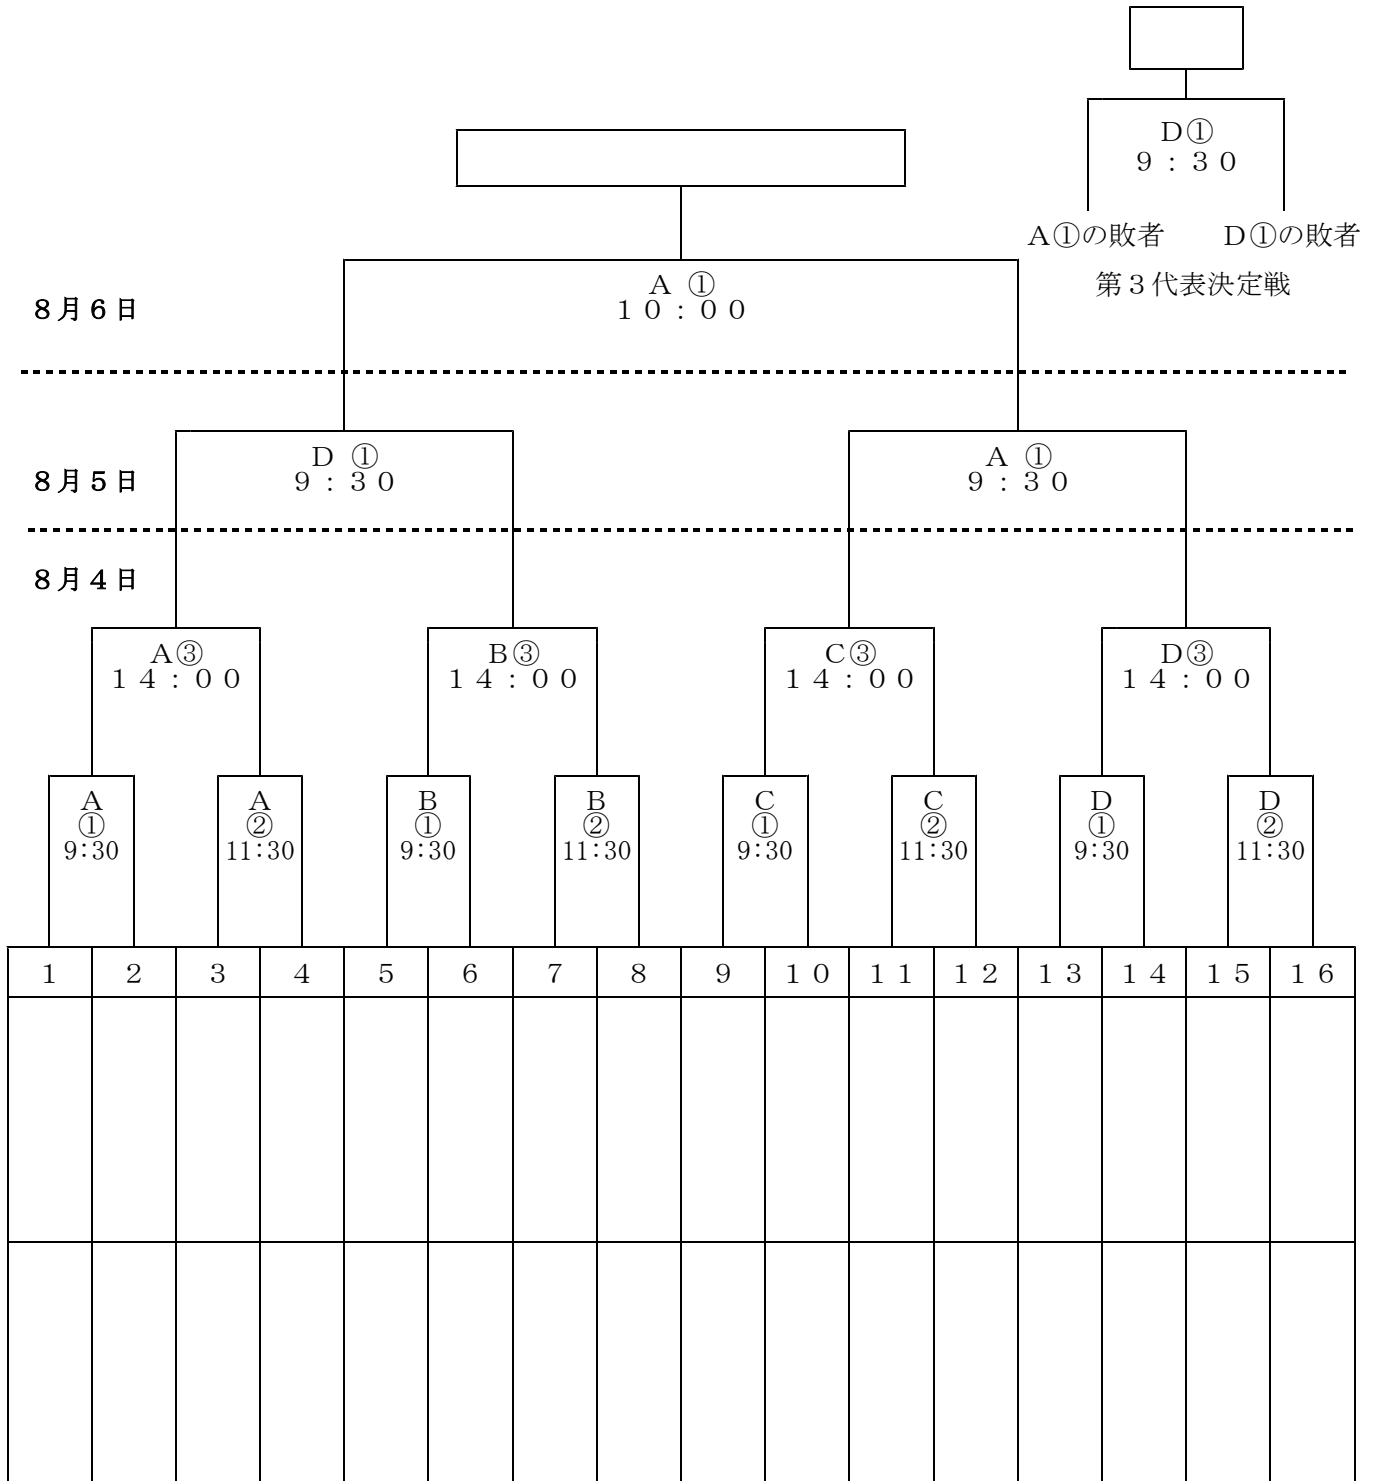 Ｄ①
９：３０
Ａ①の敗者　Ｄ①の敗者
第３代表決定戦
Ａ ①
８月６日
１０：００
Ｄ ①
Ａ ①
８月５日
９：３０
９：３０
８月４日
Ａ③
Ｂ③
Ｃ③
Ｄ③
１４：００
１４：００
１４：００
１４：００
Ａ
Ａ
Ｂ
Ｂ
Ｃ
Ｃ
Ｄ
Ｄ
①
②
①
②
①
②
①
②
9:30
11:30
9:30
11:30
9:30
11:30
9:30
11:30
１ ２ ３ ４ ５ ６ ７ ８ ９ １０ １１ １２ １３ １４ １５ １６